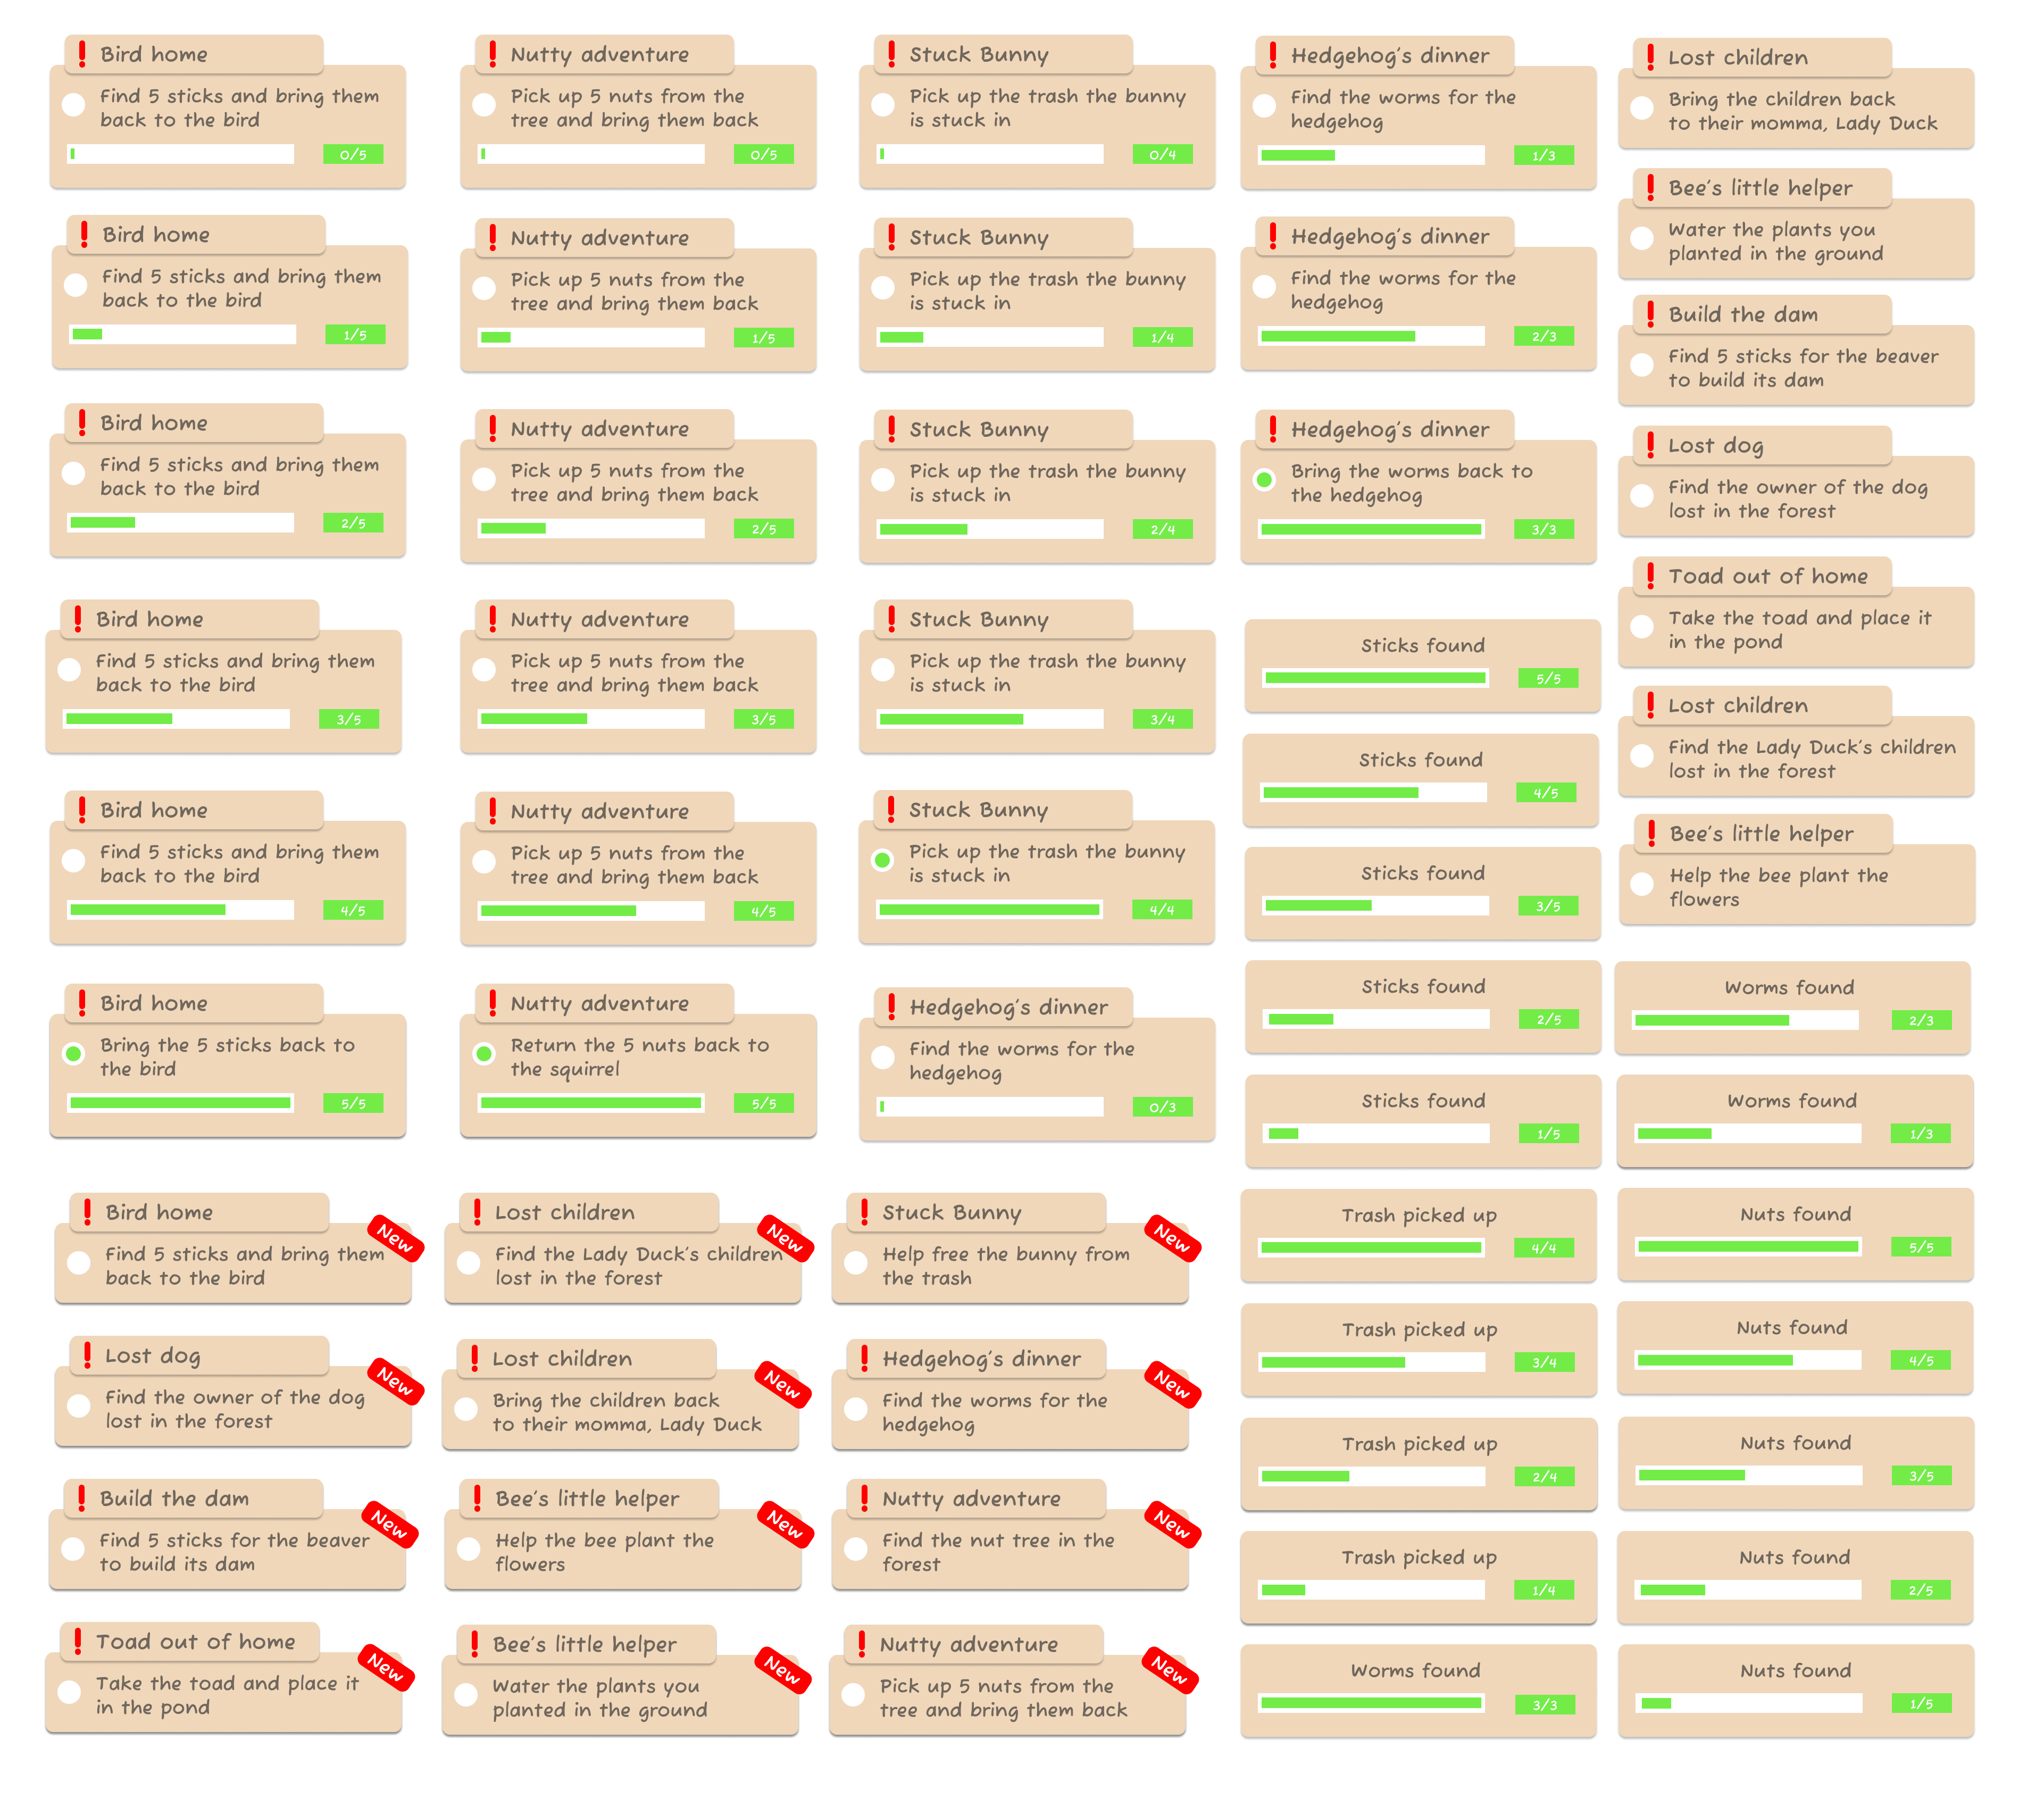 Bird home
Find 5 sticks and bring them
back to the bird
0/5
Bird home
Find 5 sticks and bring them
back to the bird
1/5
Bird home
Find 5 sticks and bring them
back to the bird
2/5
Bird home
Find 5 sticks and bring them
back to the bird
3/5
Bird home
Find 5 sticks and bring them
back to the bird
4/5
Bird home
Bring the 5 sticks back to
the bird
5/5
Nutty adventure
Pick up 5 nuts from the
tree and bring them back
0/5
Nutty adventure
Pick up 5 nuts from the
tree and bring them back
1/5
Nutty adventure
Pick up 5 nuts from the
tree and bring them back
2/5
Nutty adventure
Pick up 5 nuts from the
tree and bring them back
3/5
Nutty adventure
Pick up 5 nuts from the
tree and bring them back
4/5
Nutty adventure
Return the 5 nuts back to
the squirrel
5/5
Stuck Bunny
Pick up the trash the bunny
is stuck in
0/4
Stuck Bunny
Pick up the trash the bunny
is stuck in
1/4
Stuck Bunny
Pick up the trash the bunny
is stuck in
2/4
Stuck Bunny
Pick up the trash the bunny
is stuck in
3/4
Stuck Bunny
Pick up the trash the bunny
is stuck in
4/4
Hedgehog's dinner
Find the worms for the
hedgehog
0/3
Bird home
New
Find 5 sticks and bring them
back to the bird
Lost dog
New
Find the owner of the dog
lost in the forest
Build the dam
New
Find 5 sticks for the beaver
to build its dam
Toad out of home
New
Take the toad and place it
in the pond
Lost children
New
Find the Lady Duck's children
lost in the forest
Lost children
New
Bring the children back
to their momma, Lady Duck
Bee's little helper
New
Help the bee plant the
flowers
Bee's little helper
New
Water the plants you
planted in the ground
Stuck Bunny
New
Help free the bunny from
the trash
Hedgehog's dinner
New
Find the worms for the
hedgehog
Nutty adventure
New
Find the nut tree in the
forest
Nutty adventure
New
Pick up 5 nuts from the
tree and bring them back
Hedgehog's dinner
Find the worms for the
hedgehog
1/3
Hedgehog's dinner
Find the worms for the
hedgehog
2/3
Hedgehog's dinner
Bring the worms back to
the hedgehog
3/3
Sticks found
5/5
Sticks found
4/5
Sticks found
3/5
Sticks found
2/5
Sticks found
1/5
Trash picked up
4/4
Trash picked up
3/4
Trash picked up
2/4
Trash picked up
1/4
Worms found
3/3
Lost children
Bring the children back
to their momma, Lady Duck
Bee's little helper
Water the plants you
planted in the ground
Build the dam
Find 5 sticks for the beaver
to build its dam
Lost dog
Find the owner of the dog
lost in the forest
Toad out of home
Take the toad and place it
in the pond
Lost children
Find the Lady Duck's children
lost in the forest
Bee's little helper
Help the bee plant the
flowers
Worms found
2/3
Worms found
1/3
Nuts found
5/5
Nuts found
4/5
Nuts found
3/5
Nuts found
2/5
Nuts found
1/5